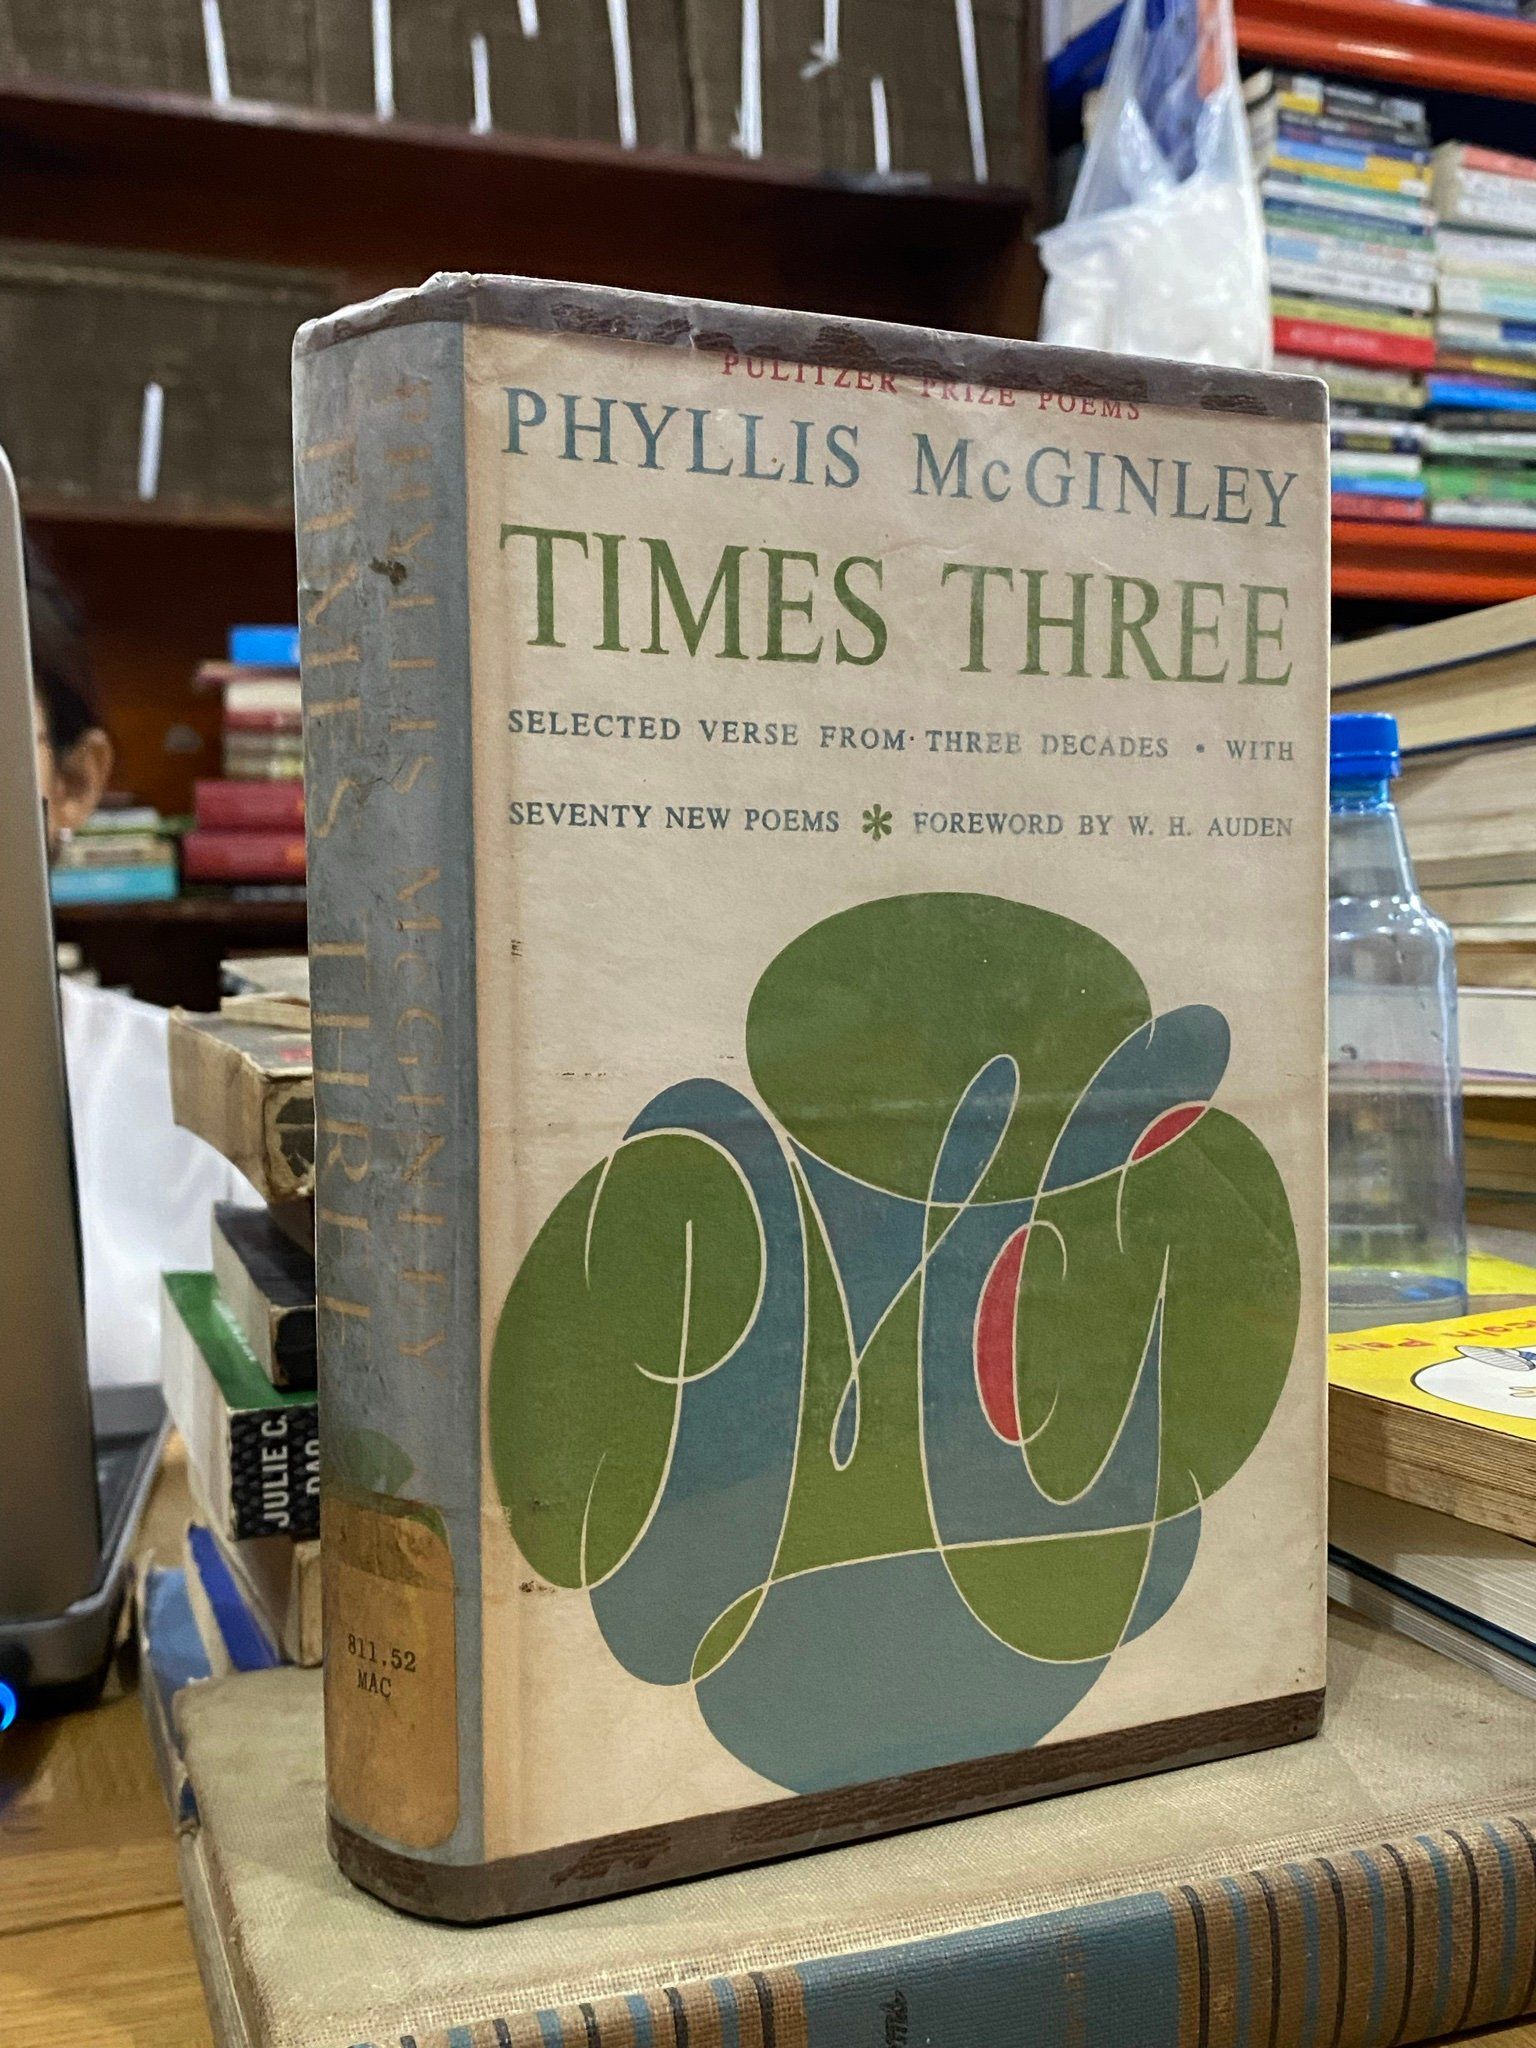 PULITZER PRIZE POEMS
PHYLLIS McGINLEY
TIMES THREE
SELECTED VERSE FROM THREE DECADES • WITH
SEVENTY NEW POEMS * FOREWORD BY W. H. AUDEN
PMcG
PHYLLIS McGINLEY
TIMES THREE
811.52
MAC
JULIE C.